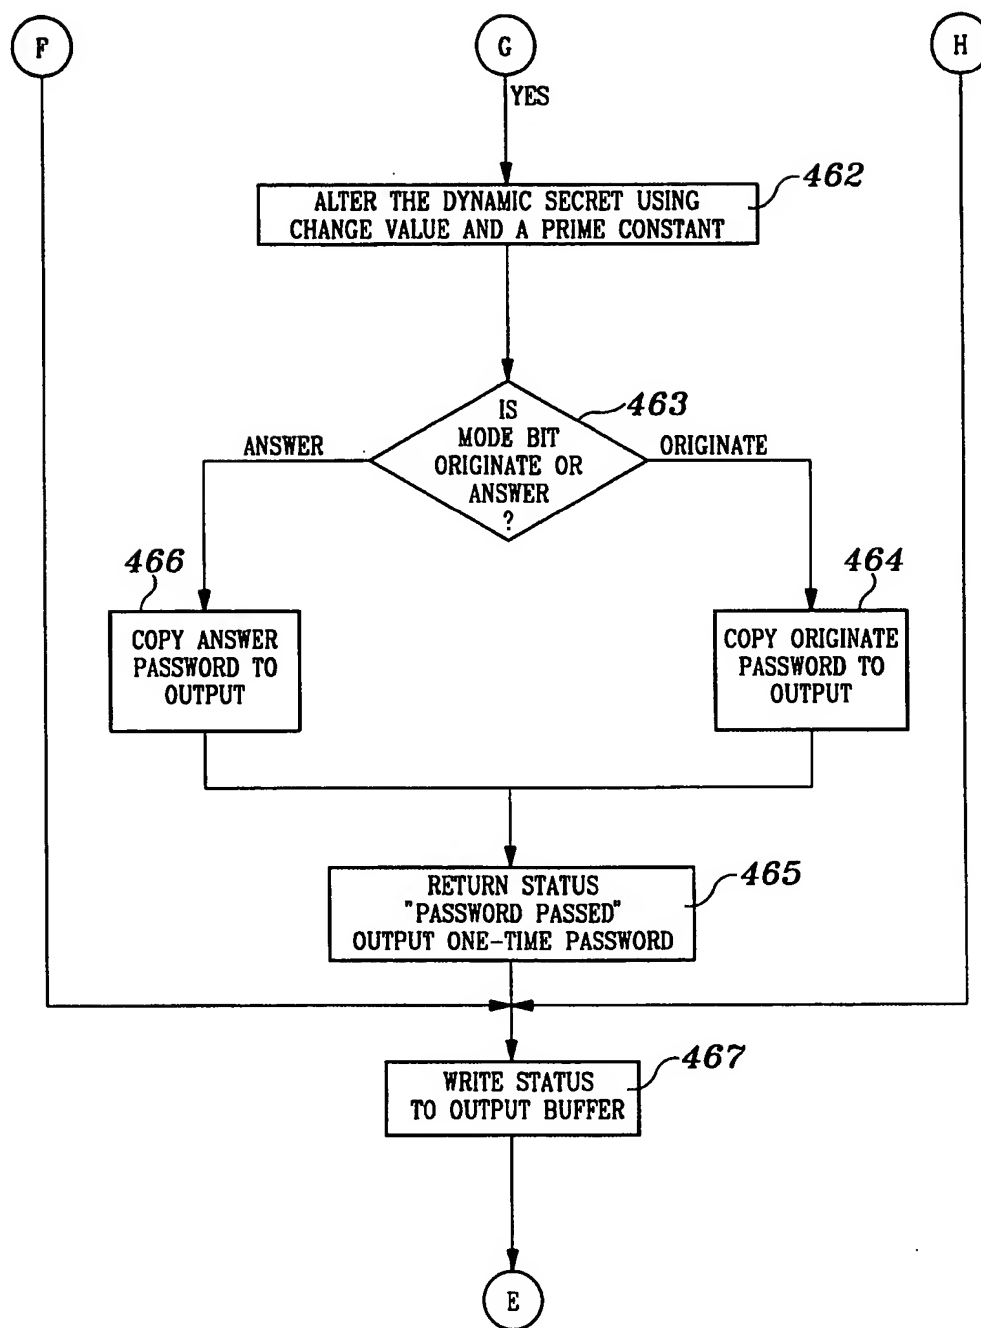 F
G
H
YES
462
ALTER THE DYNAMIC SECRET USING
CHANGE VALUE AND A PRIME CONSTANT
463
IS
MODE BIT
ORIGINATE OR
ANSWER
?
ANSWER
ORIGINATE
466
464
COPY ANSWER
PASSWORD TO
OUTPUT
COPY ORIGINATE
PASSWORD TO
OUTPUT
465
RETURN STATUS
"PASSWORD PASSED"
OUTPUT ONE-TIME PASSWORD
467
WRITE STATUS
TO OUTPUT BUFFER
E